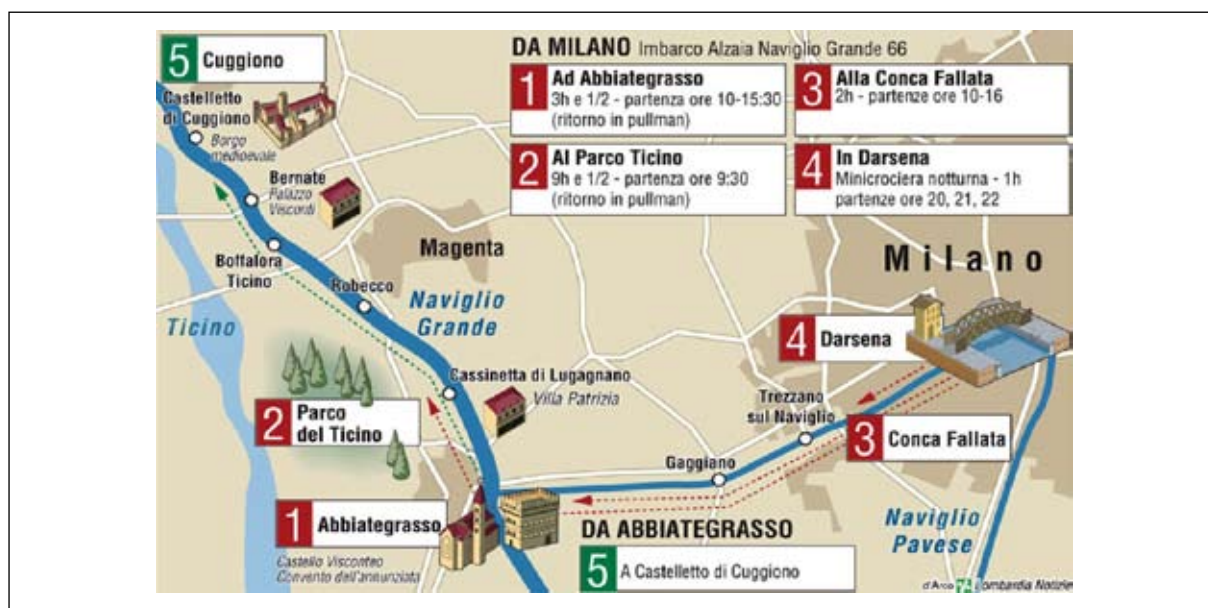 5 Cuggiono
Castelletto
di Cuggiono
Borgo
medioevale
Bernate
Palazzo
Visconti
Boffalora
Ticino
Magenta
Robecco
Naviglio
Grande
Ticino
Cassinetta di Lugagnano
Villa Patrizia
2 Parco
del Ticino
1 Abbiategrasso
Castello Visconteo
Convento dell'annunziata
DA MILANO Imbarco Alzaia Naviglio Grande 66
1 Ad Abbiategrasso
3h e 1/2 - partenza ore 10-15:30
(ritorno in pullman)
2 Al Parco Ticino
9h e 1/2 - partenza ore 9:30
(ritorno in pullman)
3 Alla Conca Fallata
2h - partenze ore 10-16
4 In Darsena
Minicrociera notturna - 1h
partenze ore 20, 21, 22
Milano
4 Darsena
Trezzano
sul Naviglio
3 Conca Fallata
Gaggiano
Naviglio
Pavese
DA ABBIATEGRASSO
5 A Castelletto di Cuggiono
d'Arco Lombardia Notizie